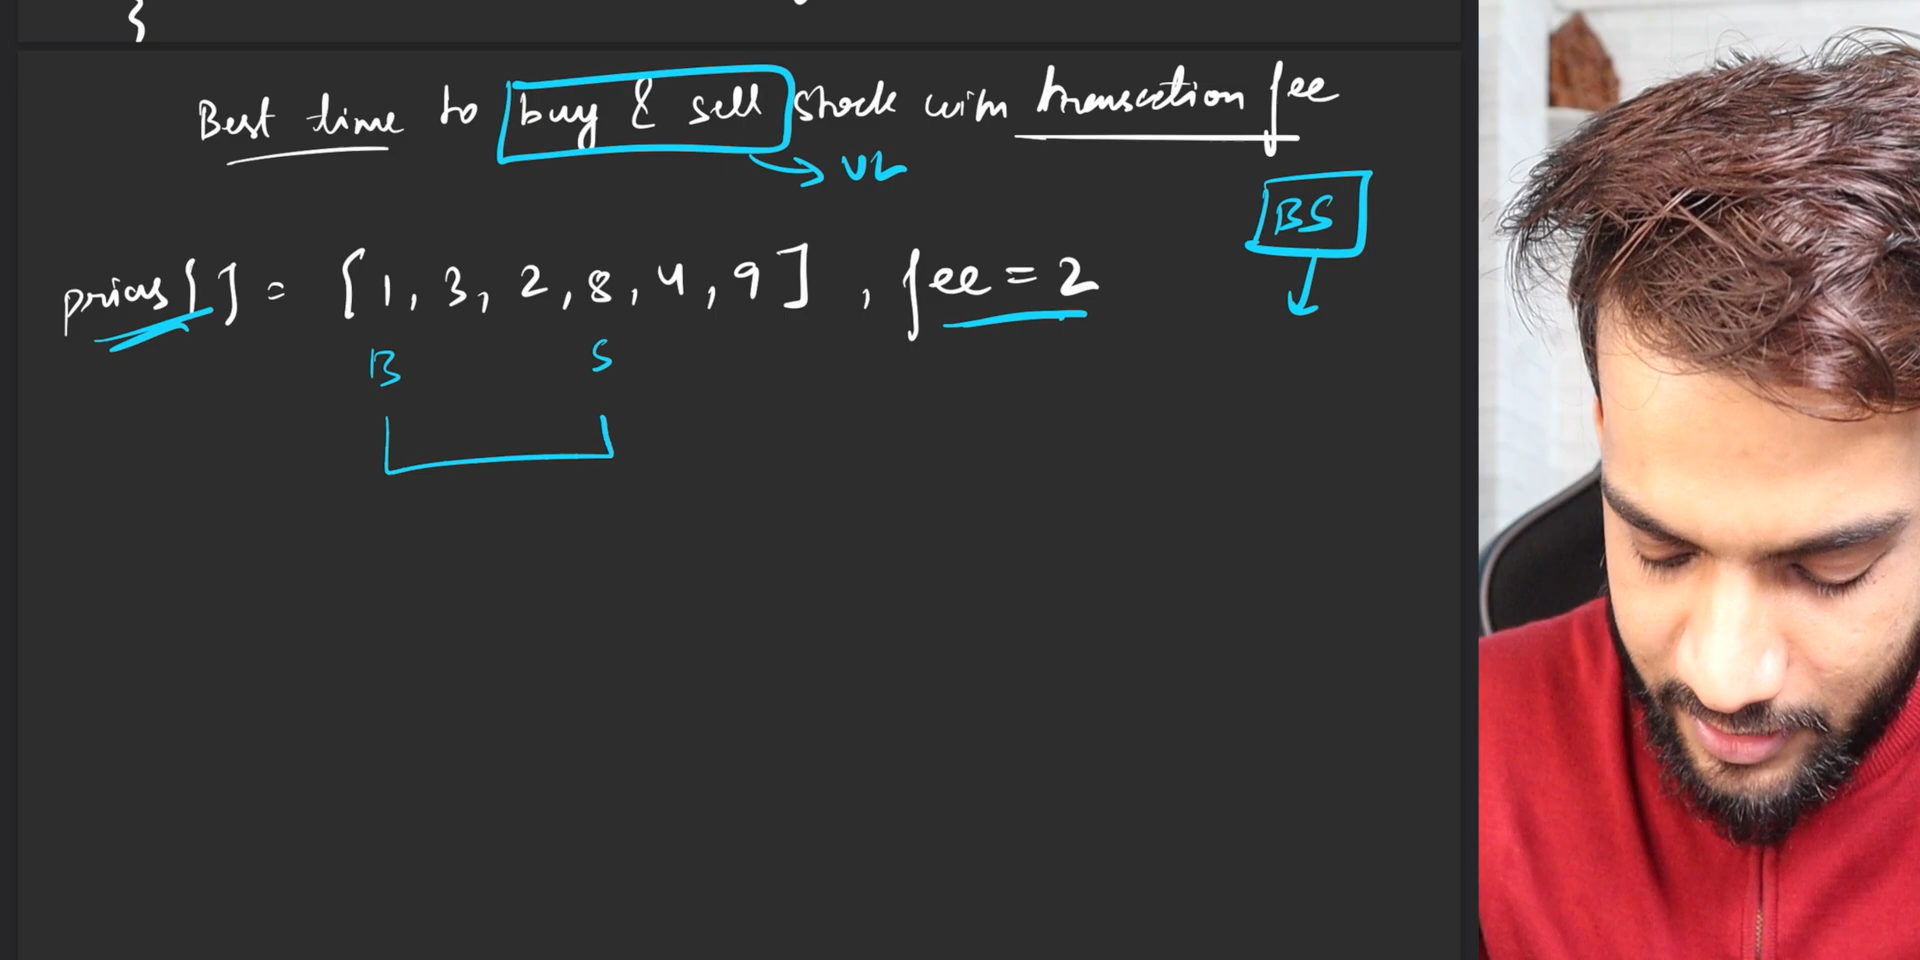 }
Best time to buy & sell stock with transaction fee
UL
BS
prices[] = [1, 3, 2, 8, 4, 9], fee = 2
B S